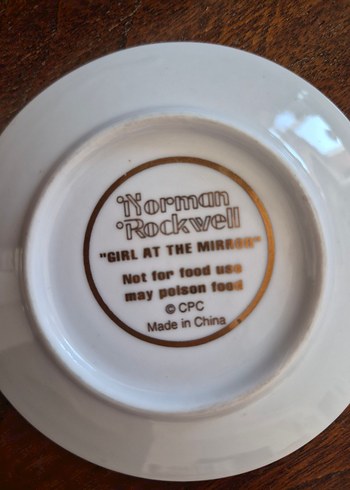 Norman
Rockwell
"GIRL AT THE MIRROR"
Not for food use
may poison food
© CPC
Made in China